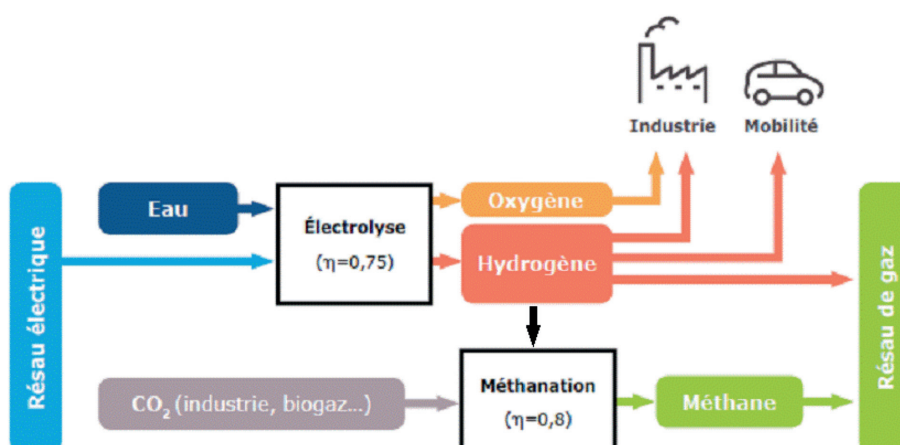 Industrie
Mobilité
Résau électrique
Eau
Électrolyse
(η=0,75)
Oxygène
Hydrogène
Résau de gaz
CO₂ (industrie, biogaz...)
Méthanation
(η=0,8)
Méthane